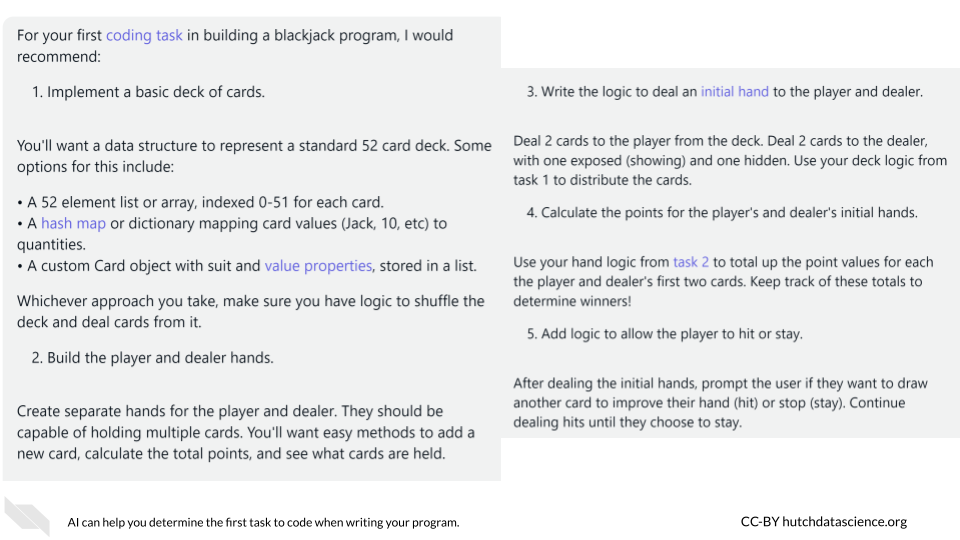 For your first coding task in building a blackjack program, I would
recommend:
1. Implement a basic deck of cards.
You'll want a data structure to represent a standard 52 card deck. Some
options for this include:
• A 52 element list or array, indexed 0-51 for each card.
• A hash map or dictionary mapping card values (Jack, 10, etc) to
quantities.
• A custom Card object with suit and value properties, stored in a list.
Whichever approach you take, make sure you have logic to shuffle the
deck and deal cards from it.
2. Build the player and dealer hands.
Create separate hands for the player and dealer. They should be
capable of holding multiple cards. You'll want easy methods to add a
new card, calculate the total points, and see what cards are held.
3. Write the logic to deal an initial hand to the player and dealer.
Deal 2 cards to the player from the deck. Deal 2 cards to the dealer,
with one exposed (showing) and one hidden. Use your deck logic from
task 1 to distribute the cards.
4. Calculate the points for the player's and dealer's initial hands.
Use your hand logic from task 2 to total up the point values for each
the player and dealer's first two cards. Keep track of these totals to
determine winners!
5. Add logic to allow the player to hit or stay.
After dealing the initial hands, prompt the user if they want to draw
another card to improve their hand (hit) or stop (stay). Continue
dealing hits until they choose to stay.
AI can help you determine the first task to code when writing your program.
CC-BY hutchdatascience.org